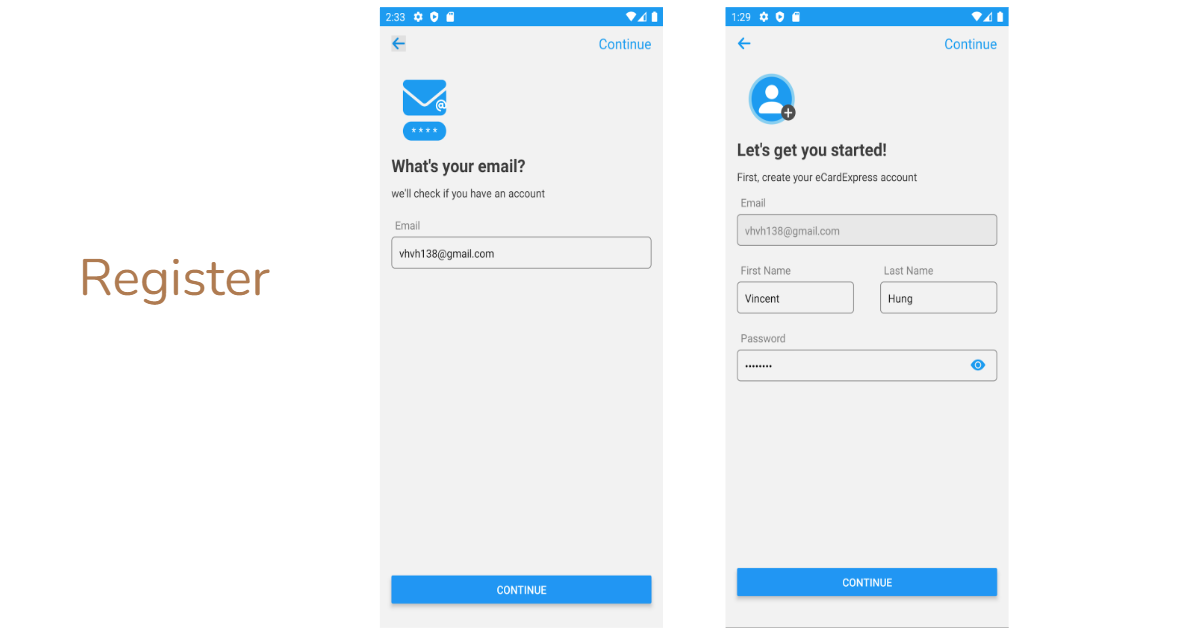 Register
2:33
Continue
@
****
What's your email?
we'll check if you have an account
Email
vhvh138@gmail.com
CONTINUE
1:29
Continue
Let's get you started!
First, create your eCardExpress account
Email
vhvh138@gmail.com
First Name Last Name
Vincent Hung
Password
••••••••
CONTINUE